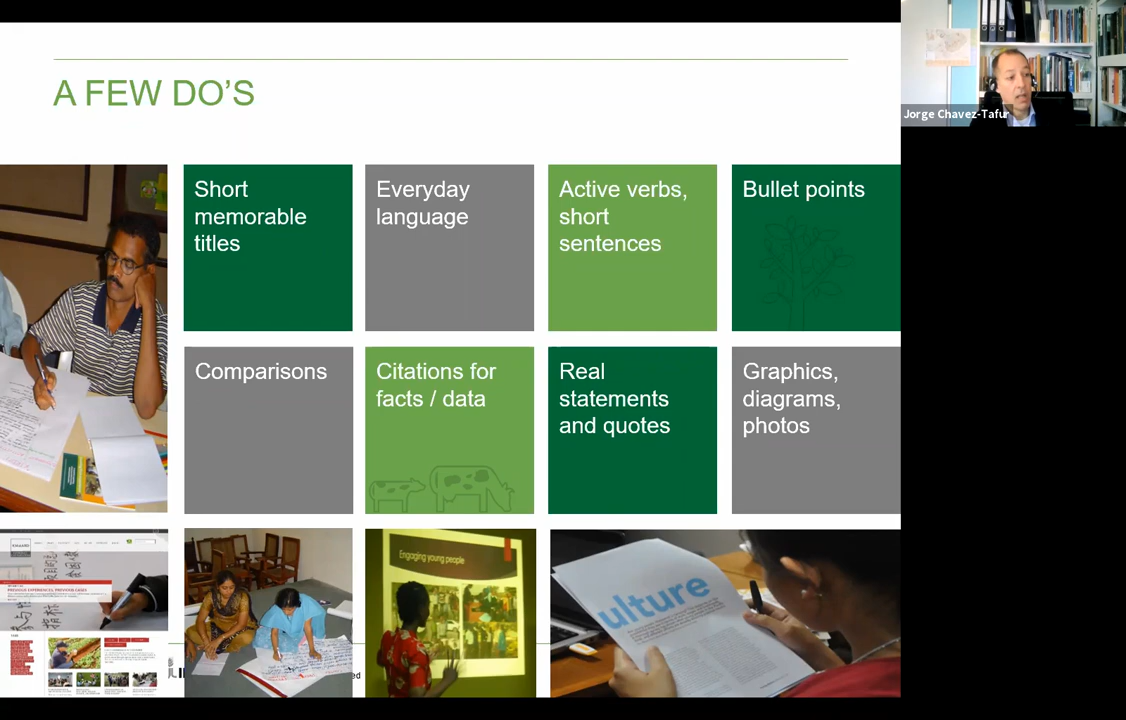 A FEW DO'S
Jorge Chavez-Tafur
Short
memorable
titles
Everyday
language
Active verbs,
short
sentences
Bullet points
Comparisons
Citations for
facts / data
Real
statements
and quotes
Graphics,
diagrams,
photos
Engaging young people
ulture
ed